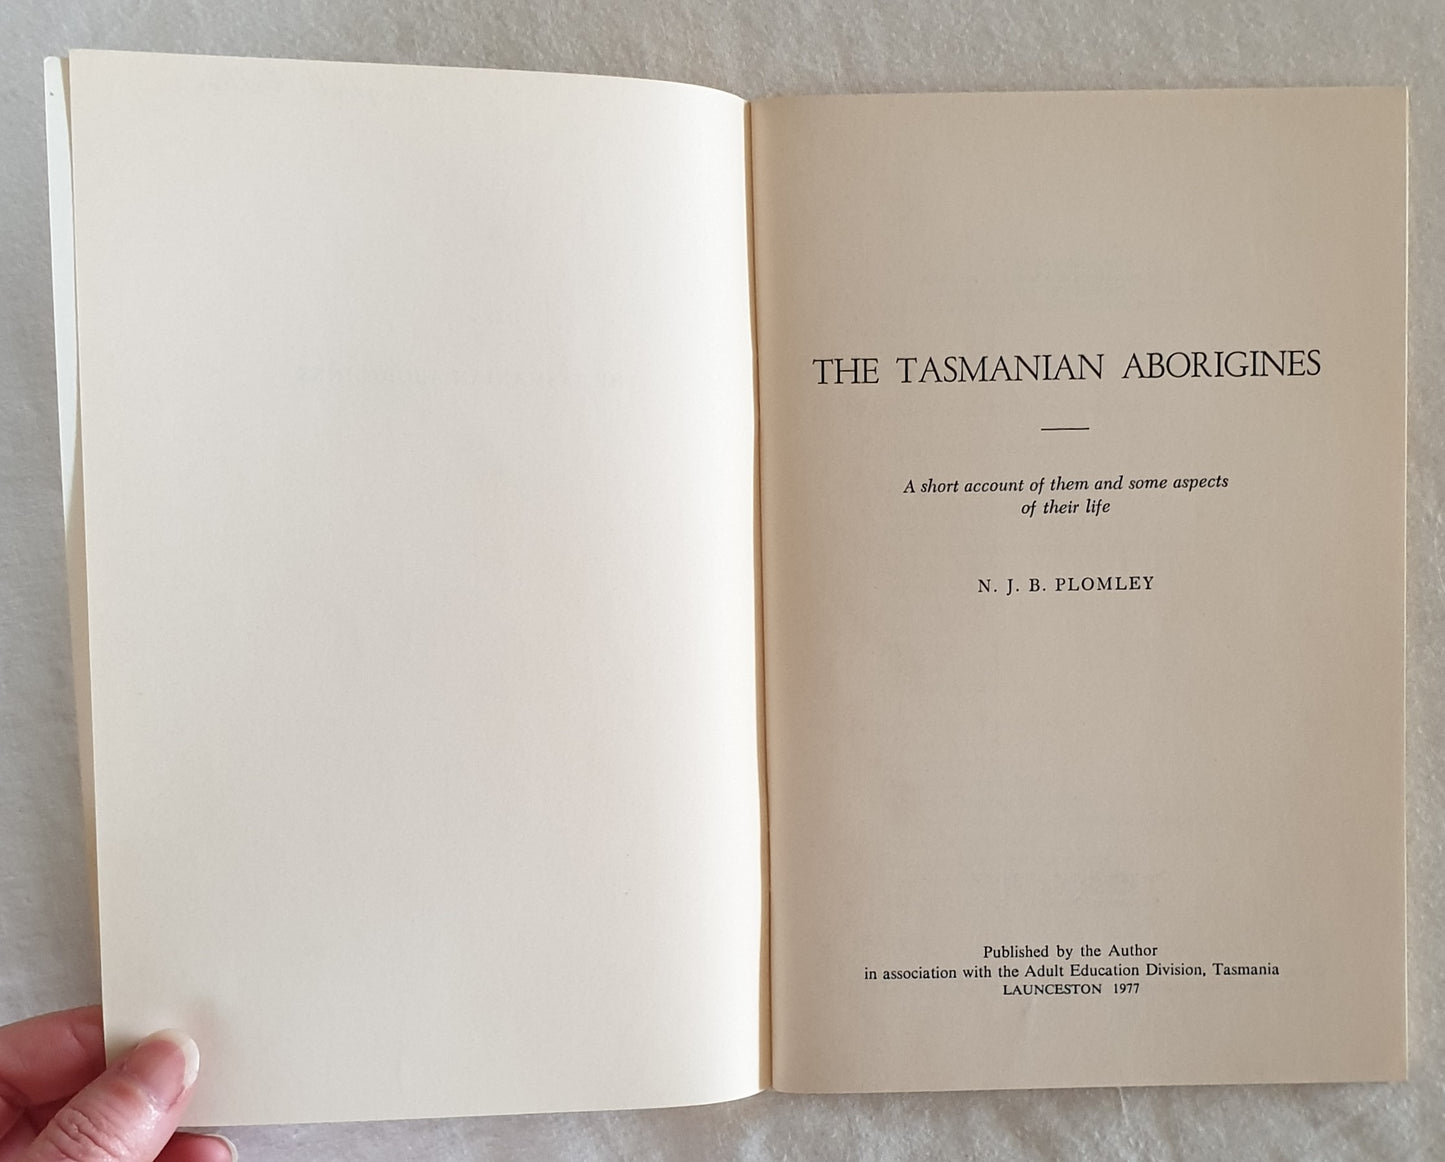 THE TASMANIAN ABORIGINES
A short account of them and some aspects
of their life
N. J. B. PLOMLEY
Published by the Author
in association with the Adult Education Division, Tasmania
LAUNCESTON 1977